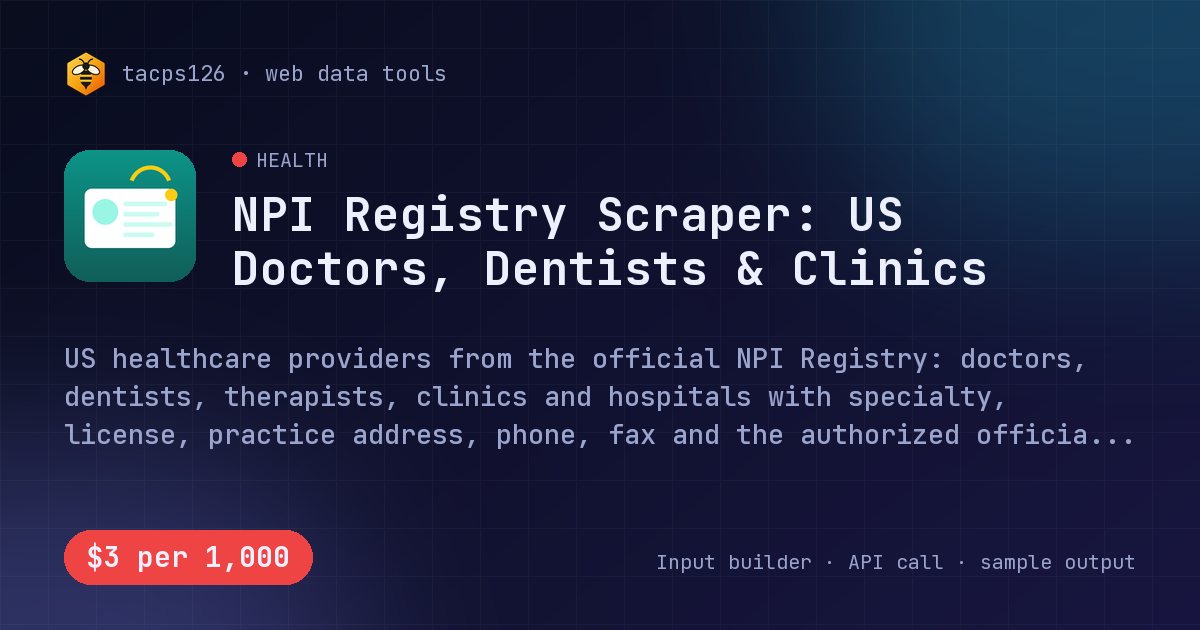 tacps126 · web data tools
HEALTH
NPI Registry Scraper: US
Doctors, Dentists & Clinics
US healthcare providers from the official NPI Registry: doctors,
dentists, therapists, clinics and hospitals with specialty,
license, practice address, phone, fax and the authorized officia...
$3 per 1,000
Input builder · API call · sample output